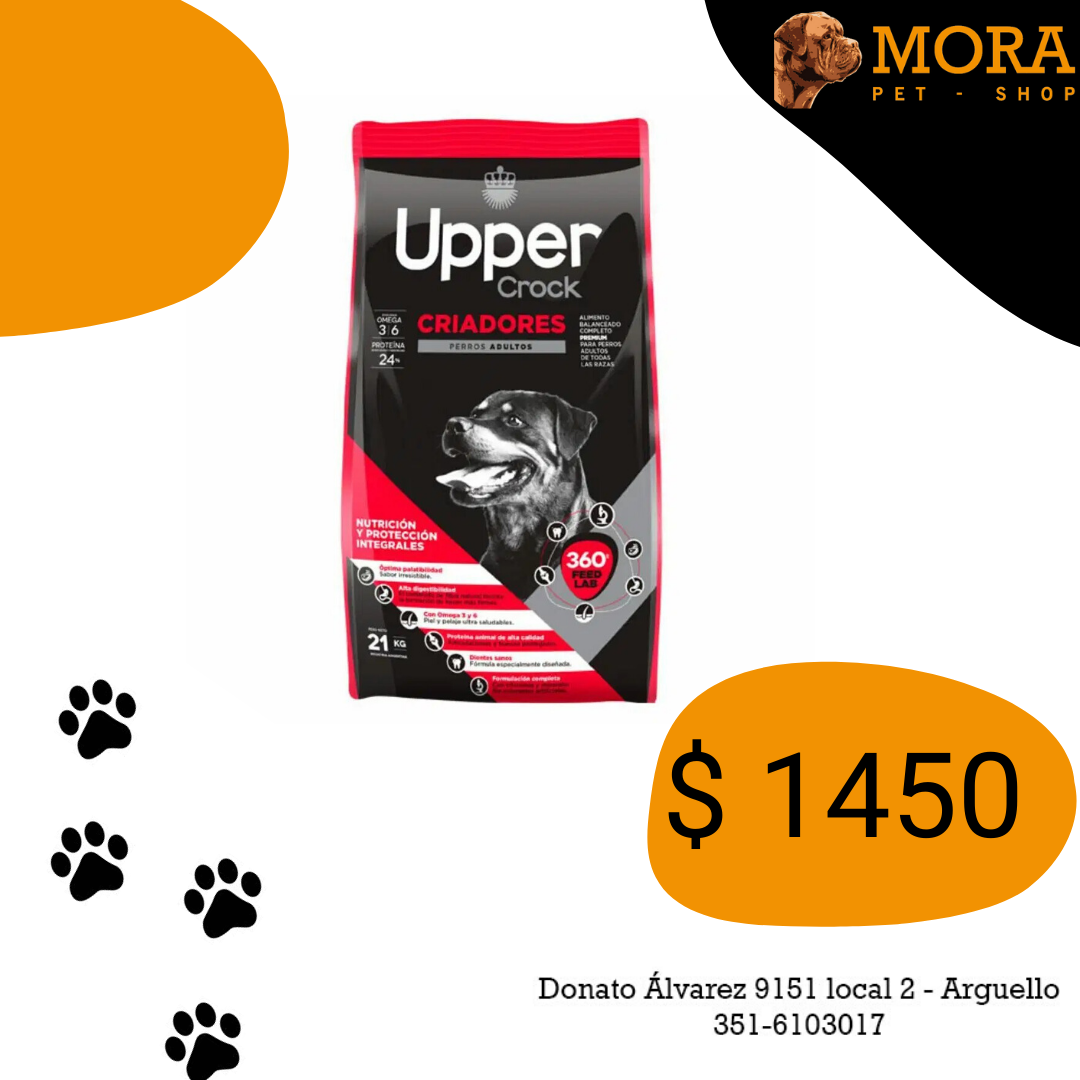 MORA
PET - SHOP
Upper
Crock
CRIADORES
PERROS ADULTOS
OMEGA
3|6
PROTEÍNA
24%
ALIMENTO
BALANCEADO
COMPLETO
PREMIUM
PARA PERROS
ADULTOS
DE TODAS
LAS RAZAS
NUTRICIÓN
Y PROTECCIÓN
INTEGRALES
360°
FEED
LAB
Óptima palatibilidad
Sabor irresistible.
Alta digestibilidad
Con Omega 3 y 6
Piel y pelaje ultra saludables.
Proteína animal de alta calidad
Dientes sanos
Fórmula especialmente diseñada.
Formulación completa
21 KG
$ 1450
Donato Álvarez 9151 local 2 - Arguello
351-6103017